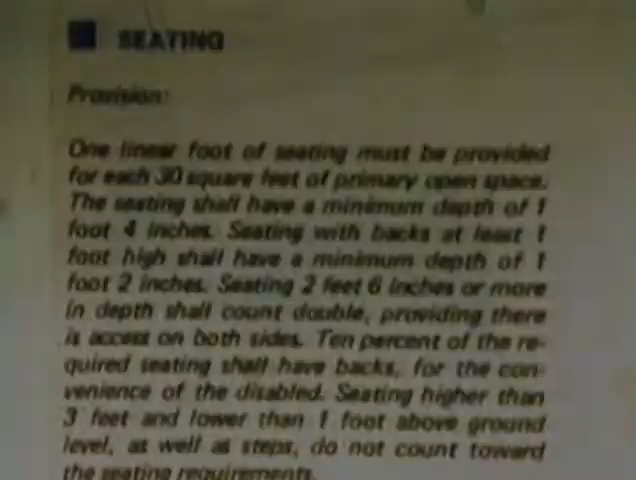 SEATING
Provision:
One linear foot of seating must be provided
for each 30 square feet of primary open space.
The seating shall have a minimum depth of 1
foot 4 inches. Seating with backs at least 1
foot high shall have a minimum depth of 1
foot 2 inches. Seating 2 feet 6 inches or more
in depth shall count double, providing there
is access on both sides. Ten percent of the re-
quired seating shall have backs, for the con-
venience of the disabled. Seating higher than
3 feet and lower than 1 foot above ground
level, as well as steps, do not count toward
the seating requirements.